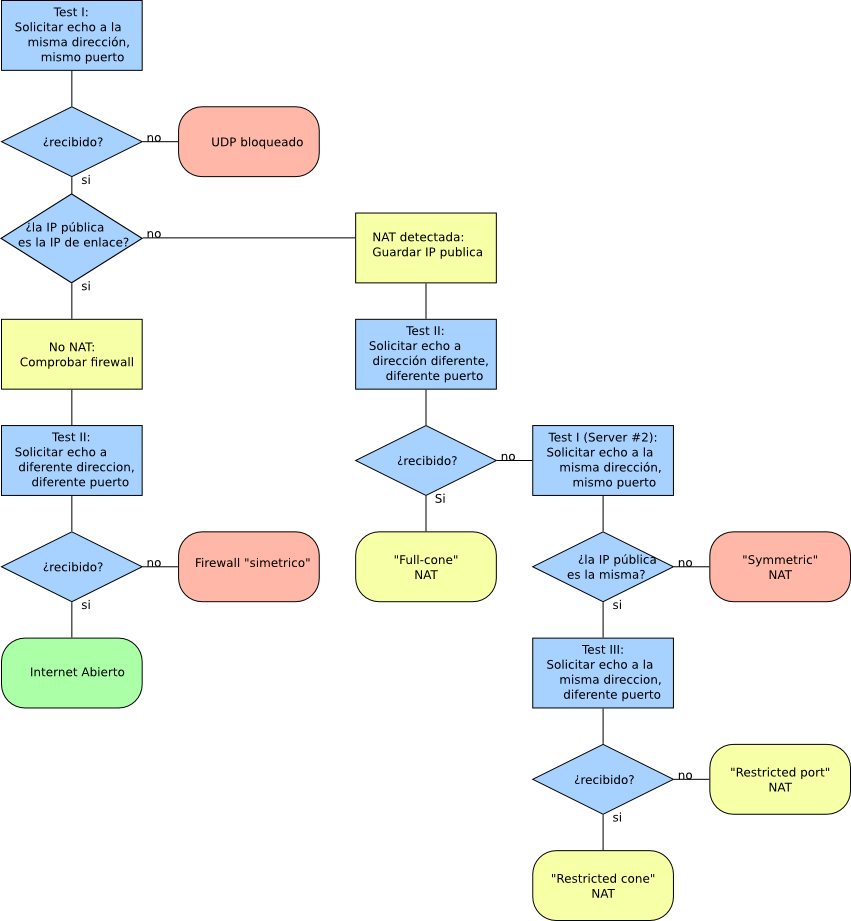 Test I:
Solicitar echo a la
misma dirección,
mismo puerto
¿recibido?
no
UDP bloqueado
si
¿la IP pública
es la IP de enlace?
no
NAT detectada:
Guardar IP publica
si
No NAT:
Comprobar firewall
Test II:
Solicitar echo a
dirección diferente,
diferente puerto
Test II:
Solicitar echo a
diferente direccion,
diferente puerto
¿recibido?
no
Si
Test I (Server #2):
Solicitar echo a la
misma dirección,
mismo puerto
¿recibido?
no
Firewall "simetrico"
si
"Full-cone"
NAT
¿la IP pública
es la misma?
no
"Symmetric"
NAT
si
Internet Abierto
Test III:
Solicitar echo a la
misma direccion,
diferente puerto
¿recibido?
no
"Restricted port"
NAT
si
"Restricted cone"
NAT